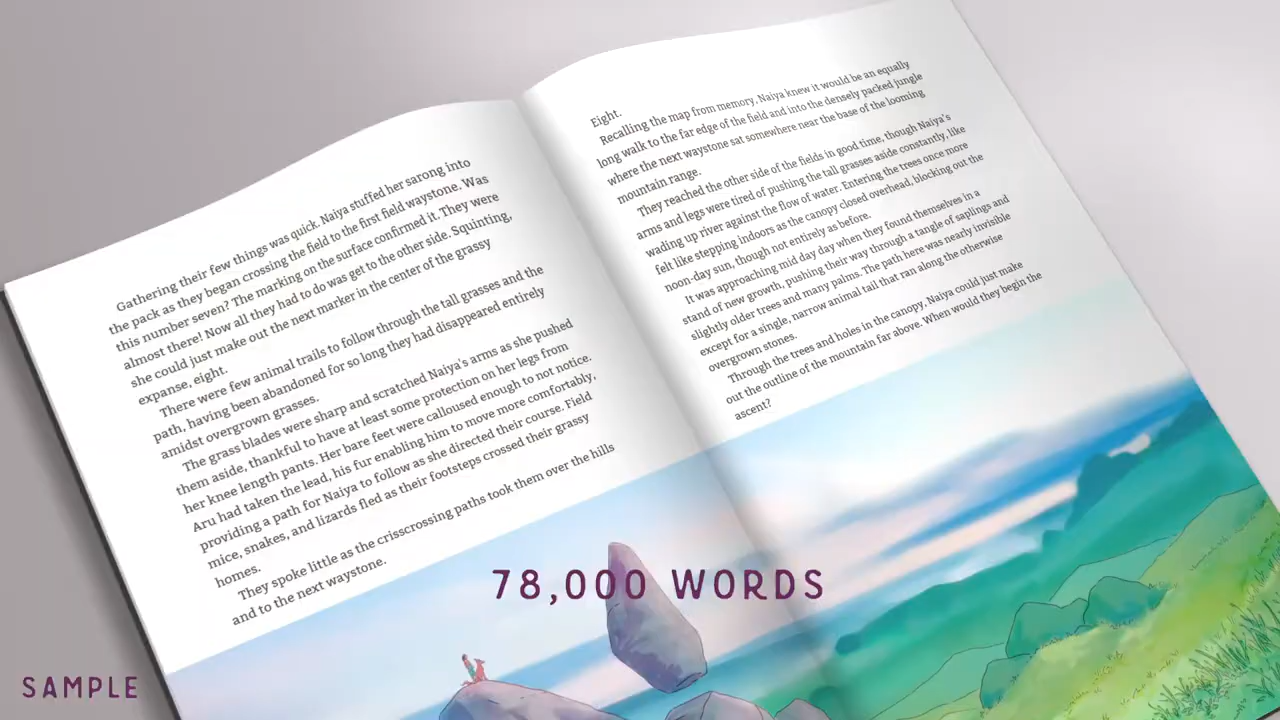 Gathering their few things was quick. Naiya stuffed her sarong into
the pack as they began crossing the field to the first field waystone. Was
this number seven? The marking on the surface confirmed it. They were
almost there! Now all they had to do was get to the other side. Squinting,
she could just make out the next marker in the center of the grassy
expanse, eight.
There were few animal trails to follow through the tall grasses and the
path, having been abandoned for so long they had disappeared entirely
amidst overgrown grasses.
The grass blades were sharp and scratched Naiya's arms as she pushed
them aside, thankful to have at least some protection on her legs from
her knee length pants. Her bare feet were calloused enough to not notice.
Aru had taken the lead, his fur enabling him to move more comfortably,
providing a path for Naiya to follow as she directed their course. Field
mice, snakes, and lizards fled as their footsteps crossed their grassy
homes.
They spoke little as the crisscrossing paths took them over the hills
and to the next waystone.
Eight.
Recalling the map from memory, Naiya knew it would be an equally
long walk to the far edge of the field and into the densely packed jungle
where the next waystone sat somewhere near the base of the looming
mountain range.
They reached the other side of the fields in good time, though Naiya's
arms and legs were tired of pushing the tall grasses aside constantly, like
wading up river against the flow of water. Entering the trees once more
felt like stepping indoors as the canopy closed overhead, blocking out the
noon-day sun, though not entirely as before.
It was approaching mid day day when they found themselves in a
stand of new growth, pushing their way through a tangle of saplings and
slightly older trees and many palms. The path here was nearly invisible
except for a single, narrow animal tail that ran along the otherwise
overgrown stones.
Through the trees and holes in the canopy, Naiya could just make
out the outline of the mountain far above. When would they begin the
ascent?
78,000 WORDS
SAMPLE